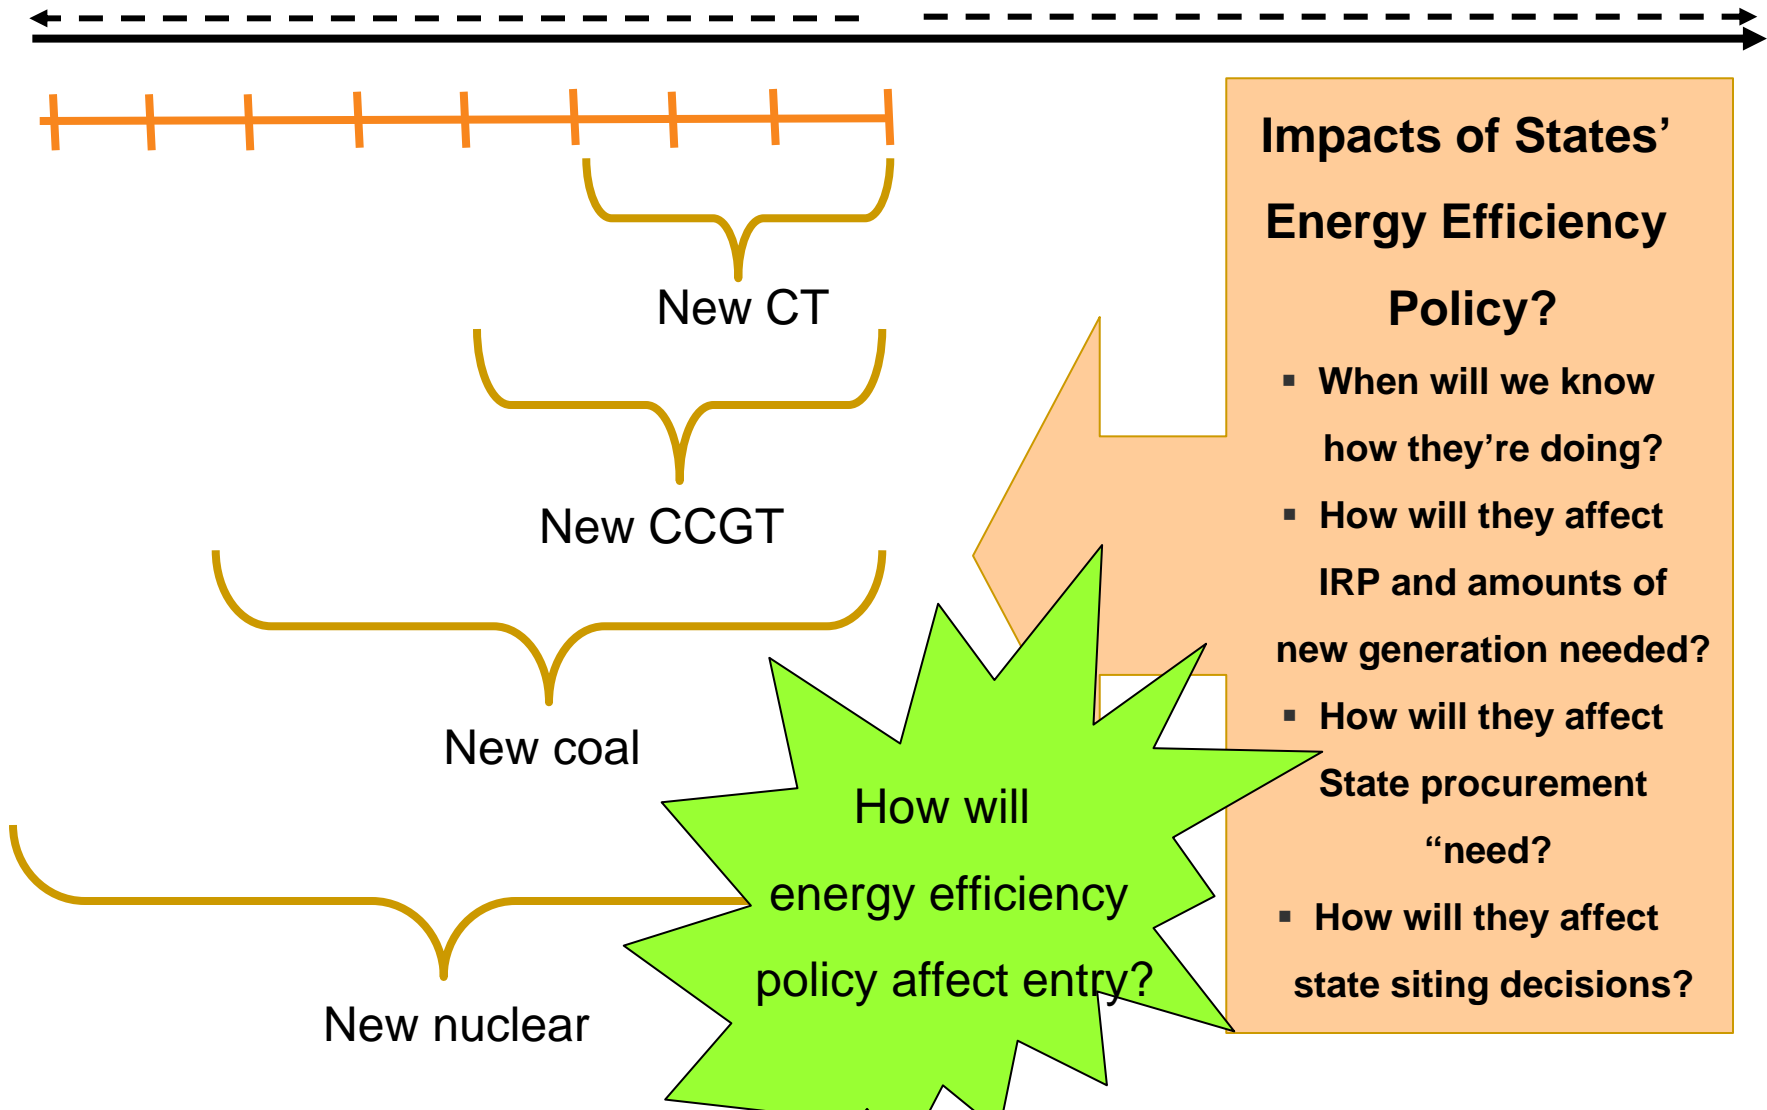 New CT
New CCGT
New coal
New nuclear
How will
energy efficiency
policy affect entry?
Impacts of States’
Energy Efficiency
Policy?
▪ When will we know
how they’re doing?
▪ How will they affect
IRP and amounts of
new generation needed?
▪ How will they affect
State procurement
“need?
▪ How will they affect
state siting decisions?